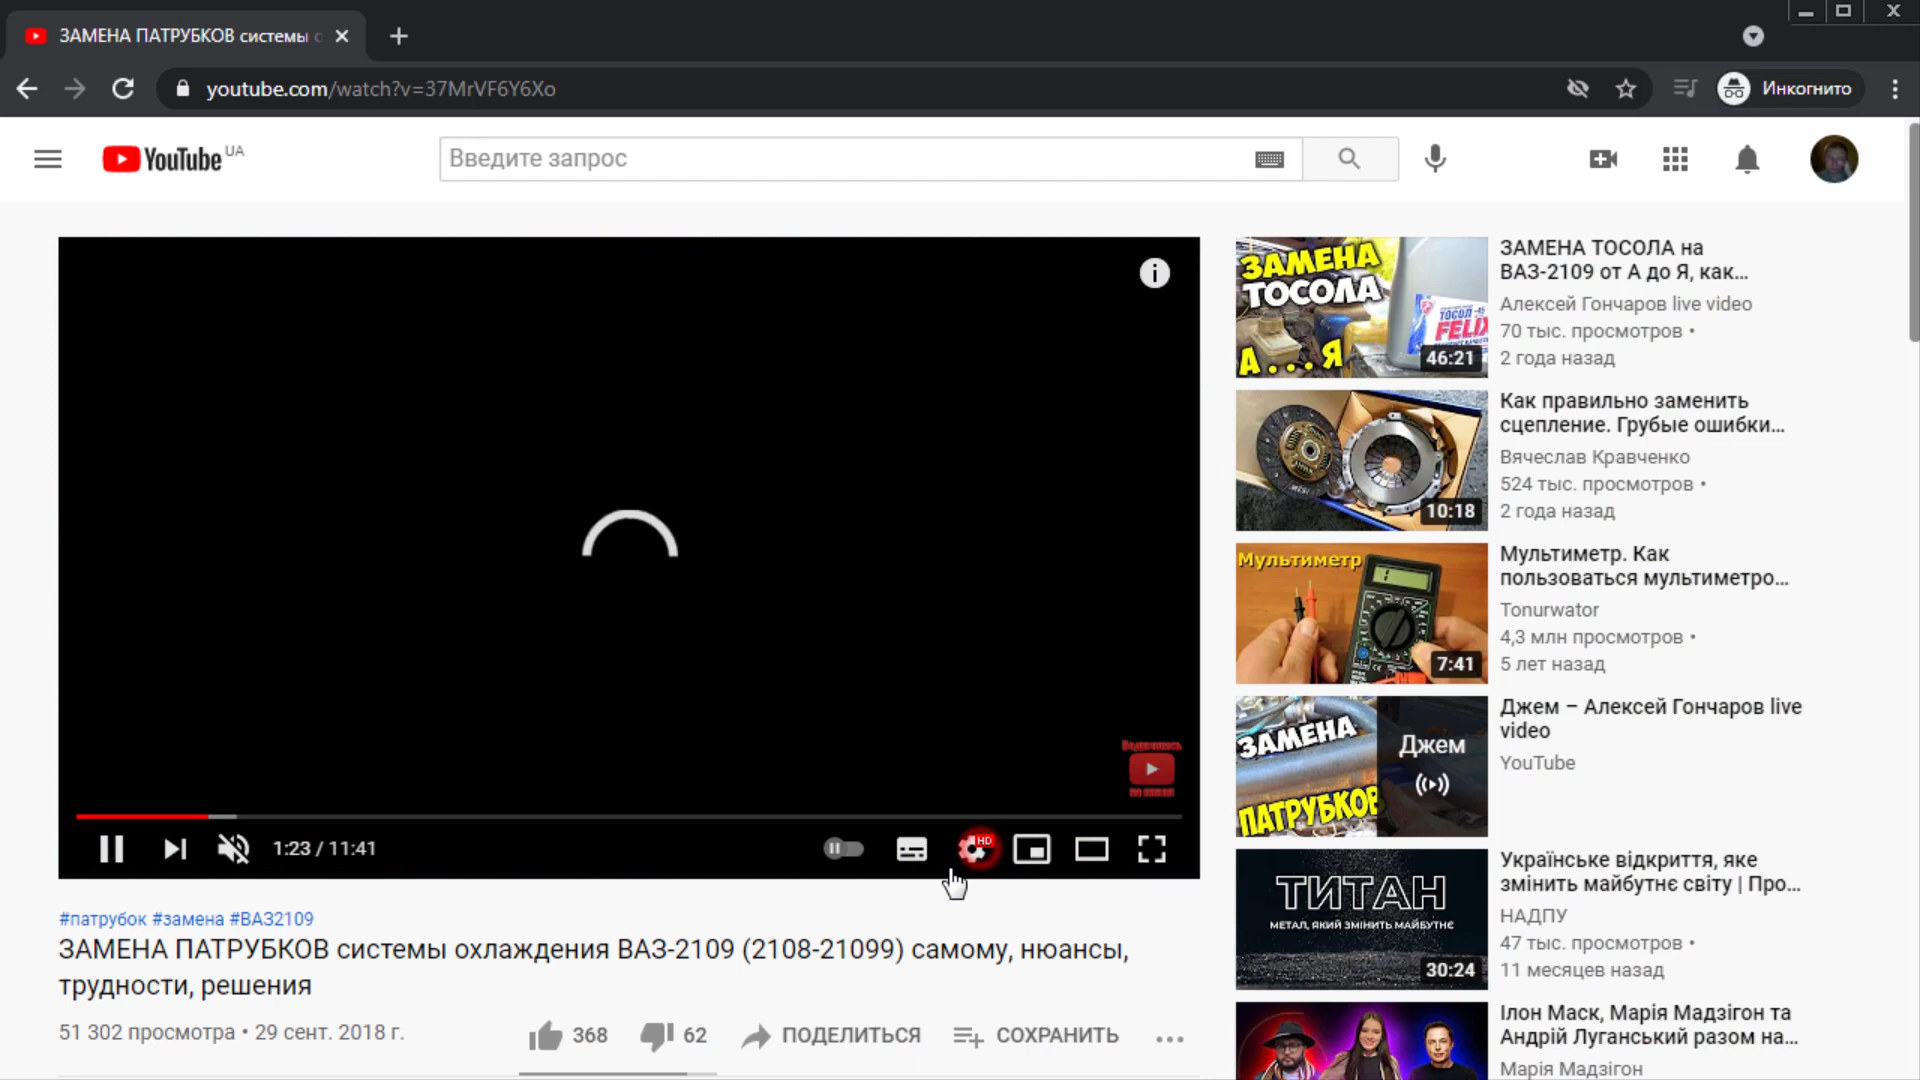 ЗАМЕНА ПАТРУБКОВ системы
youtube.com/watch?v=37MrVF6Y6Xo
Инкогнито
YouTube UA
Введите запрос
1:23 / 11:41
HD
#патрубок #замена #ВАЗ2109
ЗАМЕНА ПАТРУБКОВ системы охлаждения ВАЗ-2109 (2108-21099) самому, нюансы,
трудности, решения
51 302 просмотра • 29 сент. 2018 г.
368
62
ПОДЕЛИТЬСЯ
СОХРАНИТЬ
ЗАМЕНА
ТОСОЛА
ТОСОЛ
FELIX
А...Я
46:21
ЗАМЕНА ТОСОЛА на
ВАЗ-2109 от А до Я, как...
Алексей Гончаров live video
70 тыс. просмотров •
2 года назад
10:18
Как правильно заменить
сцепление. Грубые ошибки...
Вячеслав Кравченко
524 тыс. просмотров •
2 года назад
Мультиметр
7:41
Мультиметр. Как
пользоваться мультиметро...
Tonurwator
4,3 млн просмотров •
5 лет назад
ЗАМЕНА
ПАТРУБКОВ
Джем
Джем – Алексей Гончаров live
video
YouTube
ТИТАН
МЕТАЛ, ЯКИЙ ЗМІНИТЬ МАЙБУТНЄ
30:24
Українське відкриття, яке
змінить майбутнє світу | Про...
НАДПУ
47 тыс. просмотров •
11 месяцев назад
Ілон Маск, Марія Мадзігон та
Андрій Луганський разом на...
Марія Мадзігон